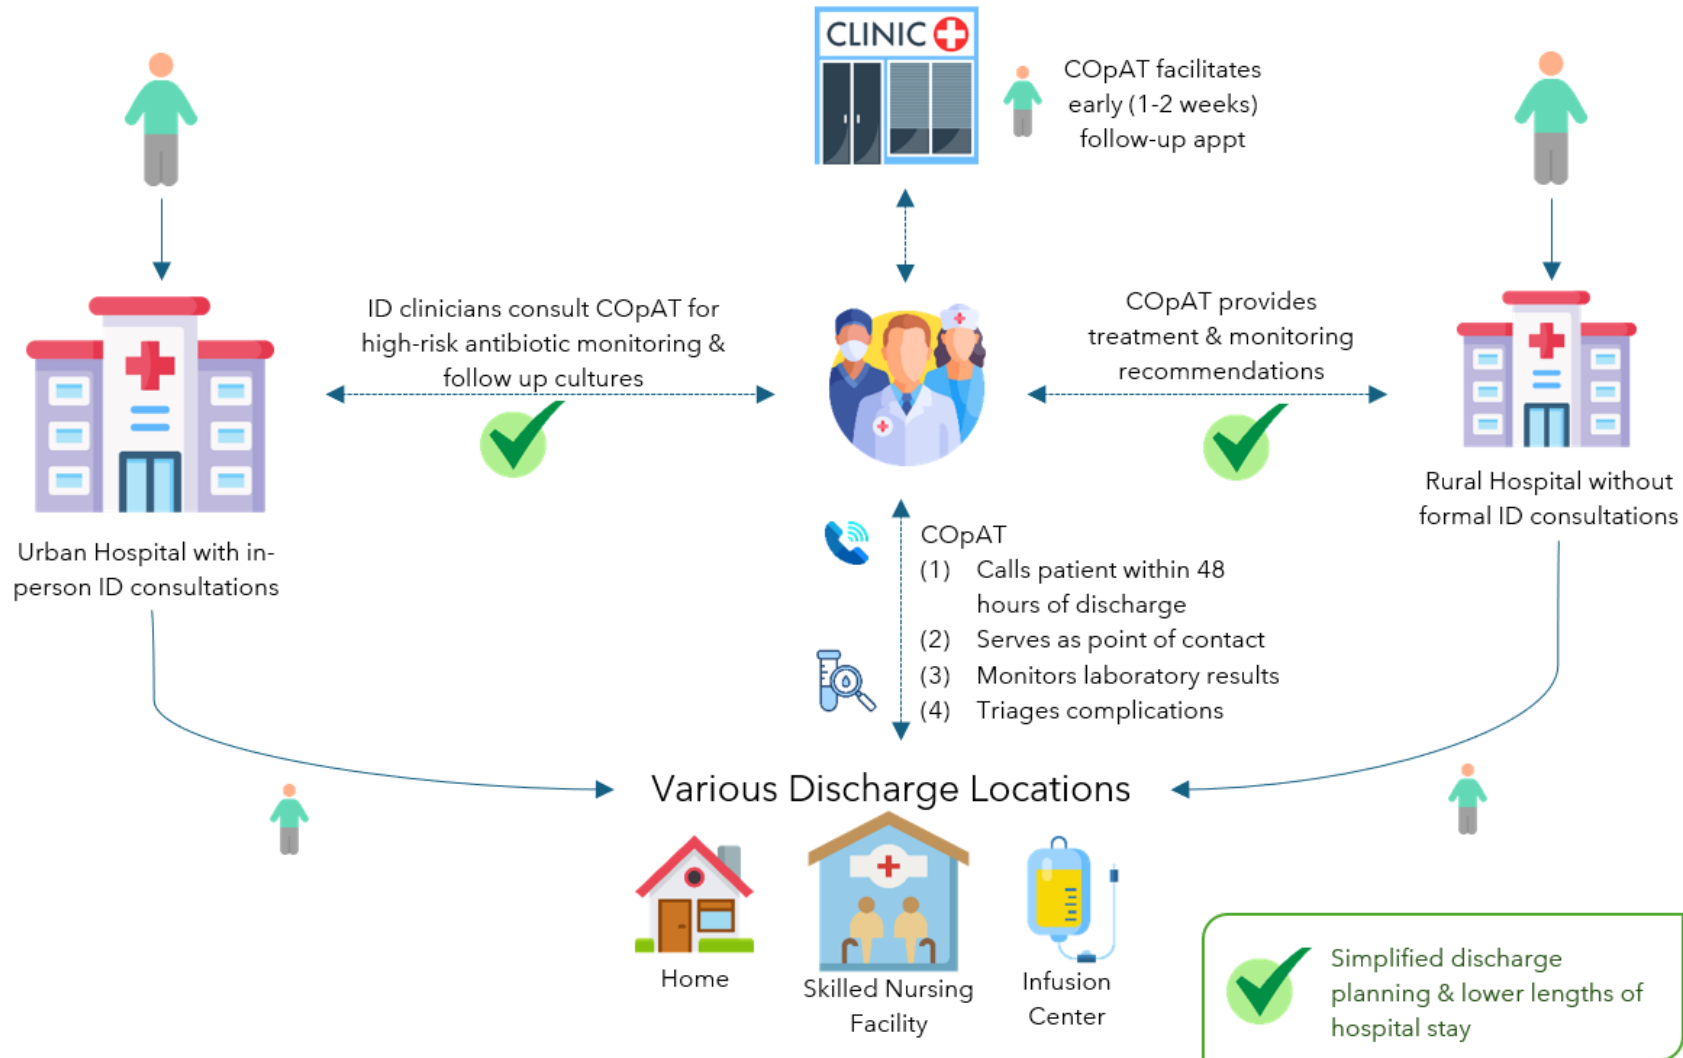 CLINIC
COpAT facilitates
early (1-2 weeks)
follow-up appt
ID clinicians consult COpAT for
high-risk antibiotic monitoring &
follow up cultures
COpAT provides
treatment & monitoring
recommendations
Urban Hospital with in-
person ID consultations
Rural Hospital without
formal ID consultations
COpAT
(1) Calls patient within 48
hours of discharge
(2) Serves as point of contact
(3) Monitors laboratory results
(4) Triages complications
Various Discharge Locations
Home
Skilled Nursing
Facility
Infusion
Center
Simplified discharge
planning & lower lengths of
hospital stay